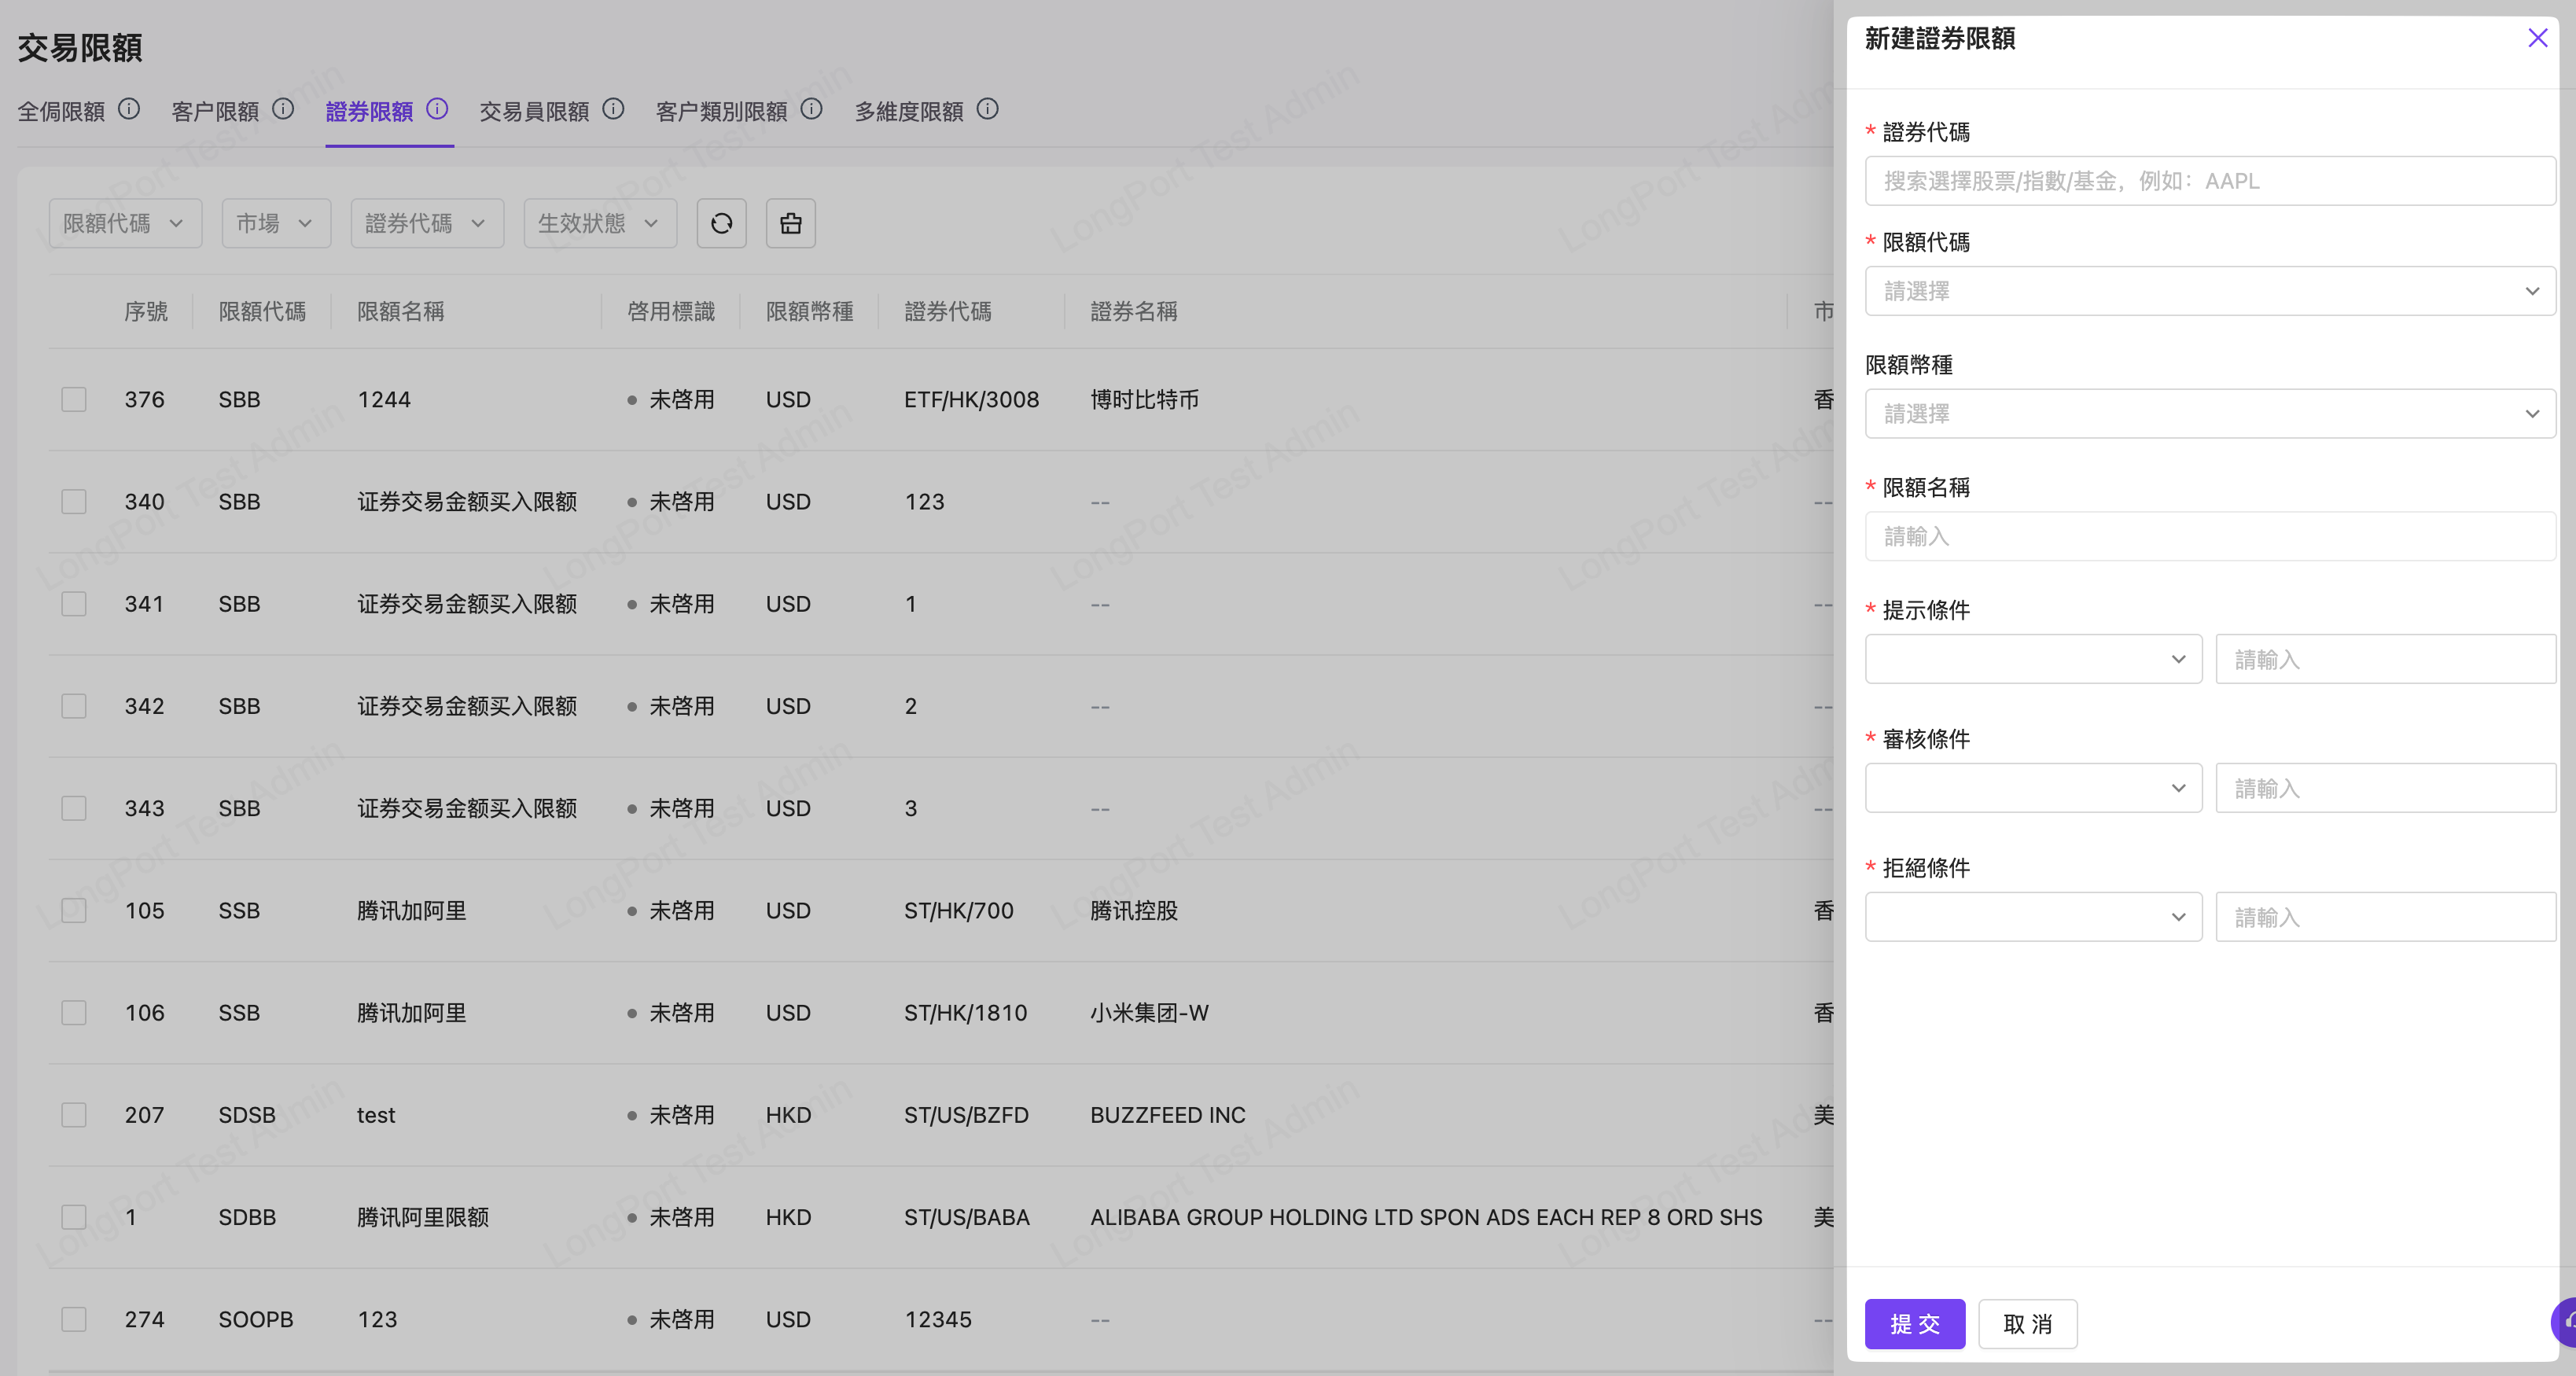 交易限額
全侷限額 客户限額 證券限額 交易員限額 客户類別限額 多維度限額
限額代碼 市場 證券代碼 生效狀態
序號 限額代碼 限額名稱 啓用標識 限額幣種 證券代碼 證券名稱 市
376 SBB 1244 未啓用 USD ETF/HK/3008 博时比特币 香
340 SBB 证券交易金额买入限额 未啓用 USD 123 -- --
341 SBB 证券交易金额买入限额 未啓用 USD 1 -- --
342 SBB 证券交易金额买入限额 未啓用 USD 2 -- --
343 SBB 证券交易金额买入限额 未啓用 USD 3 -- --
105 SSB 腾讯加阿里 未啓用 USD ST/HK/700 腾讯控股 香
106 SSB 腾讯加阿里 未啓用 USD ST/HK/1810 小米集团-W 香
207 SDSB test 未啓用 HKD ST/US/BZFD BUZZFEED INC 美
1 SDBB 腾讯阿里限额 未啓用 HKD ST/US/BABA ALIBABA GROUP HOLDING LTD SPON ADS EACH REP 8 ORD SHS 美
274 SOOPB 123 未啓用 USD 12345 -- --
LongPort Test Admin
新建證券限額
* 證券代碼
搜索選擇股票/指數/基金，例如：AAPL
* 限額代碼
請選擇
限額幣種
請選擇
* 限額名稱
請輸入
* 提示條件
請輸入
* 審核條件
請輸入
* 拒絕條件
請輸入
提交 取消